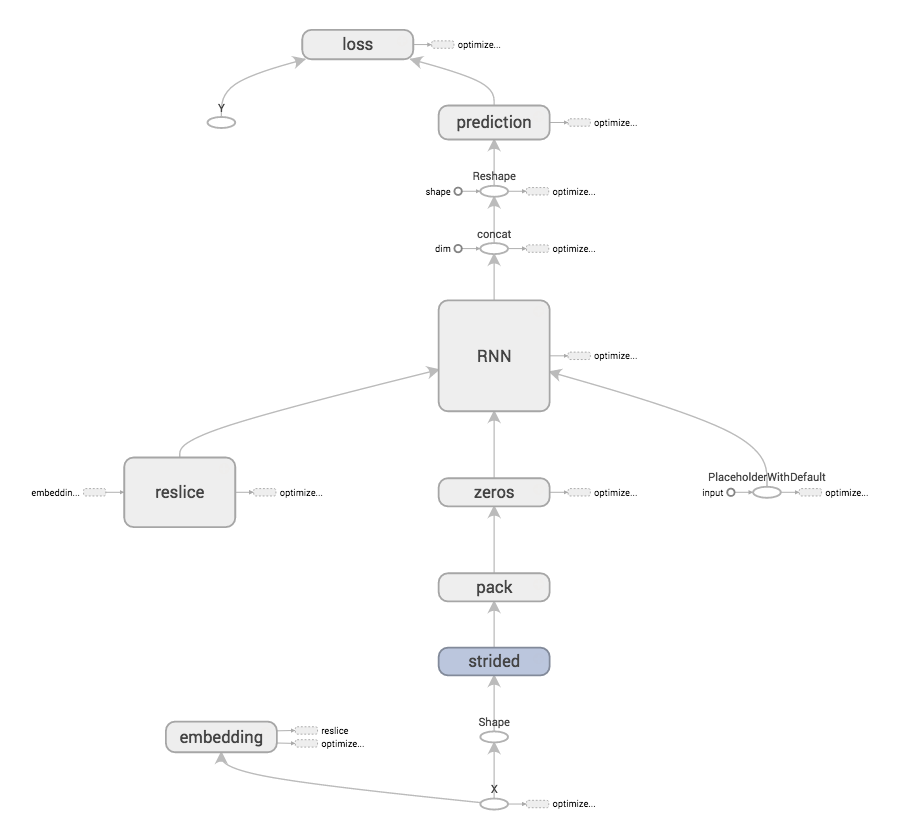 loss
optimize...
Y
prediction
optimize...
Reshape
shape
optimize...
concat
dim
optimize...
RNN
optimize...
embeddin...
reslice
optimize...
zeros
optimize...
PlaceholderWithDefault
input
optimize...
pack
strided
Shape
embedding
reslice
optimize...
X
optimize...